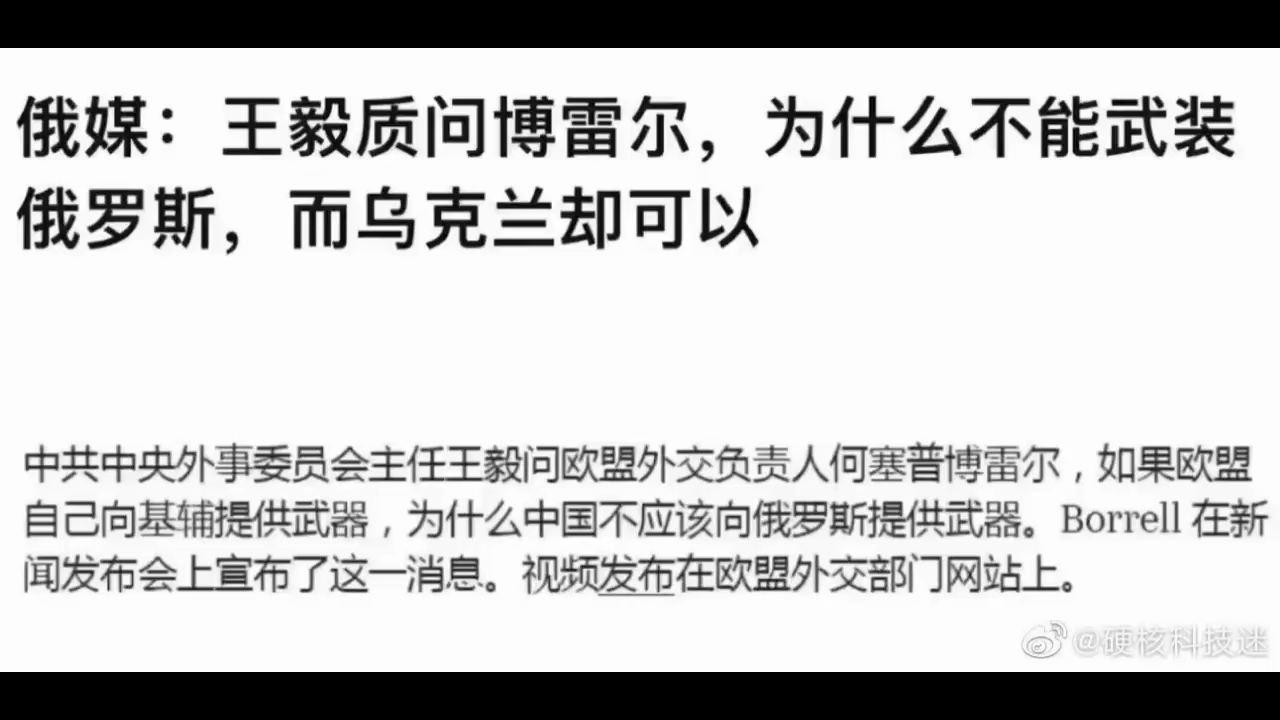 俄媒：王毅质问博雷尔，为什么不能武装
俄罗斯，而乌克兰却可以
中共中央外事委员会主任王毅问欧盟外交负责人何塞普博雷尔，如果欧盟
自己向基辅提供武器，为什么中国不应该向俄罗斯提供武器。Borrell 在新
闻发布会上宣布了这一消息。视频发布在欧盟外交部门网站上。
@硬核科技迷